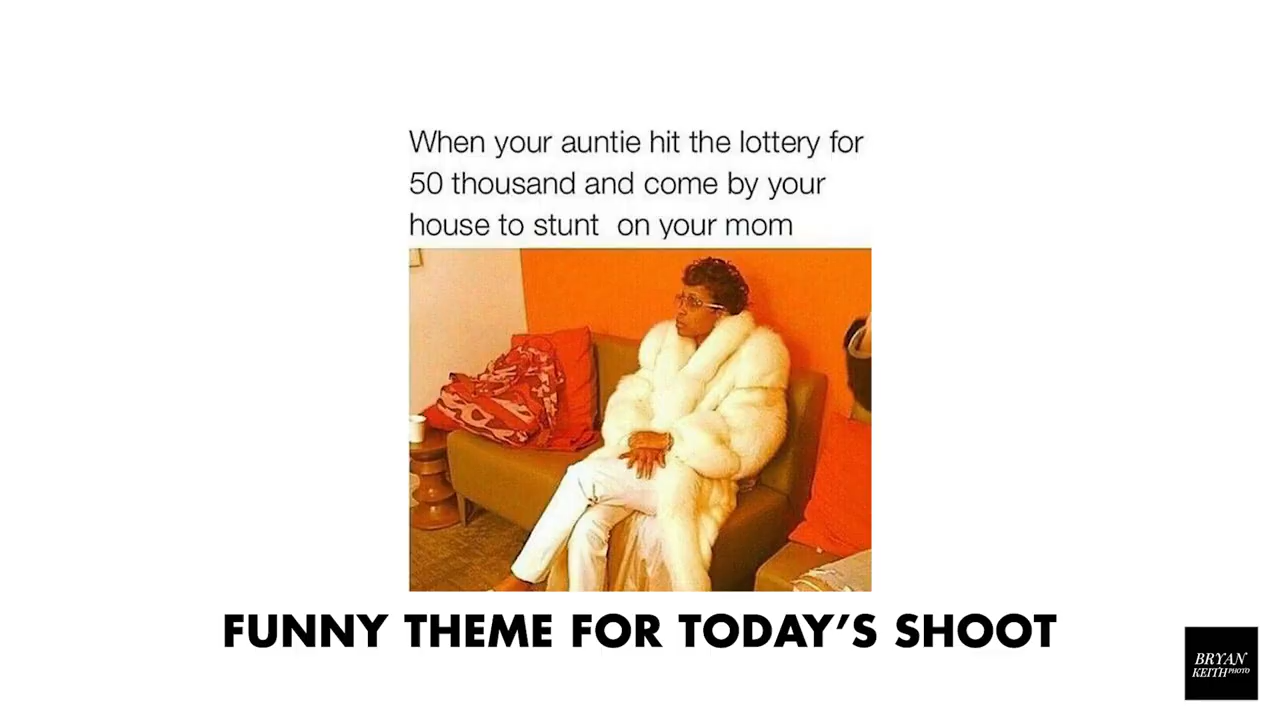 When your auntie hit the lottery for
50 thousand and come by your
house to stunt on your mom
FUNNY THEME FOR TODAY'S SHOOT
BRYAN
KEITH PHOTO